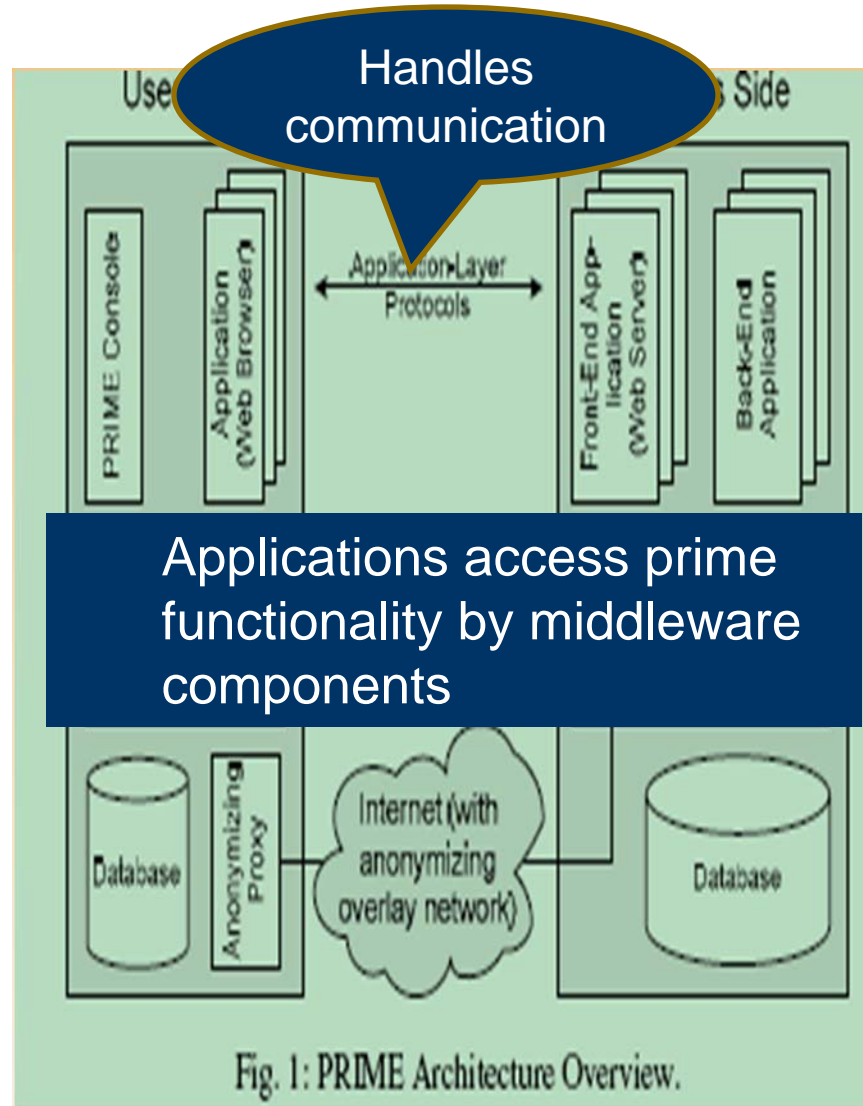 Handles
communication
Use
s Side
PRIME Console
Application
(Web Browser)
Application-Layer
Protocols
Front-End App-
lication
(Web Server)
Back-End
Application
Applications access prime
functionality by middleware
components
Database
Anonymizing
Proxy
Internet (with
anonymizing
overlay network)
Database
Fig. 1: PRIME Architecture Overview.